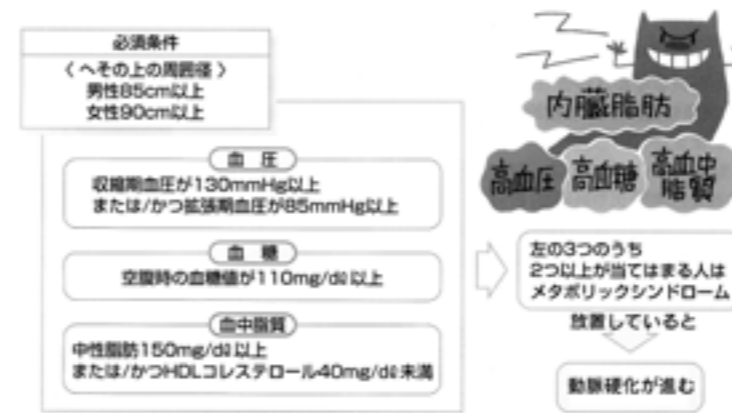 必須条件
〈 へその上の周囲径 〉
男性85cm以上
女性90cm以上
血 圧
収縮期血圧が130mmHg以上
または/かつ拡張期血圧が85mmHg以上
血 糖
空腹時の血糖値が110mg/dℓ以上
血中脂質
中性脂肪150mg/dℓ以上
または/かつHDLコレステロール40mg/dℓ未満
内臓脂肪
高血圧
高血糖
高血中
脂質
左の3つのうち
2つ以上が当てはまる人は
メタボリックシンドローム
放置していると
動脈硬化が進む